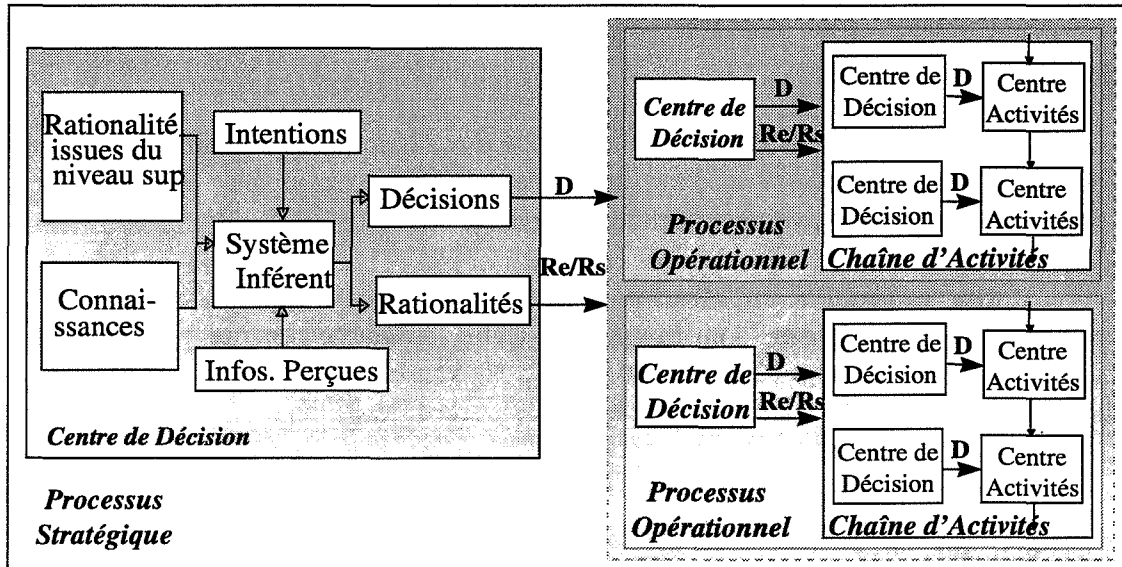 Rationalité
issues du
niveau sup
Connai-
ssances
Intentions
Système
Inférent
Infos. Perçues
Décisions
Rationalités
D
Re/Rs
Centre de Décision
Processus
Stratégique
Centre de
Décision
D
Re/Rs
Centre de
Décision
D
Centre
Activités
Centre de
Décision
D
Centre
Activités
Processus
Opérationnel
Chaîne d'Activités
Centre de
Décision
D
Re/Rs
Centre de
Décision
D
Centre
Activités
Centre de
Décision
D
Centre
Activités
Processus
Opérationnel
Chaîne d'Activités